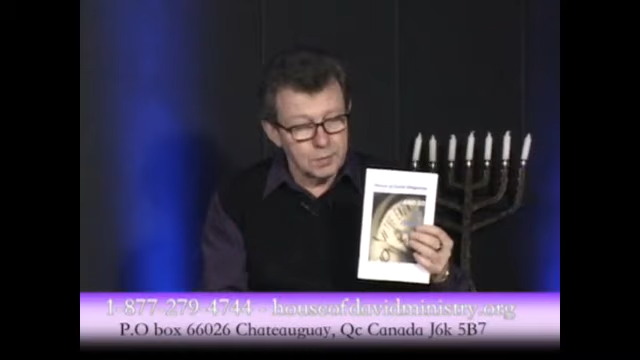 1-877-279-4744 - houseofdavidministry.org
P.O box 66026 Chateauguay, Qc Canada J6k 5B7